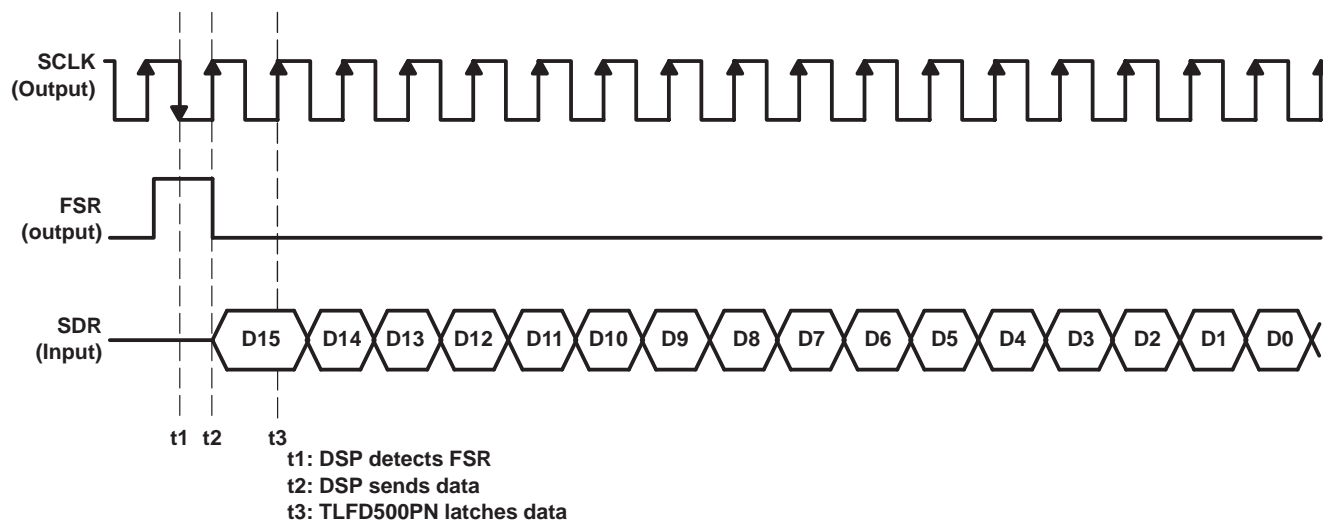 SCLK
(Output)
FSR
(output)
SDR
(Input)
D15 D14 D13 D12 D11 D10 D9 D8 D7 D6 D5 D4 D3 D2 D1 D0
t1 t2 t3
t1: DSP detects FSR
t2: DSP sends data
t3: TLFD500PN latches data